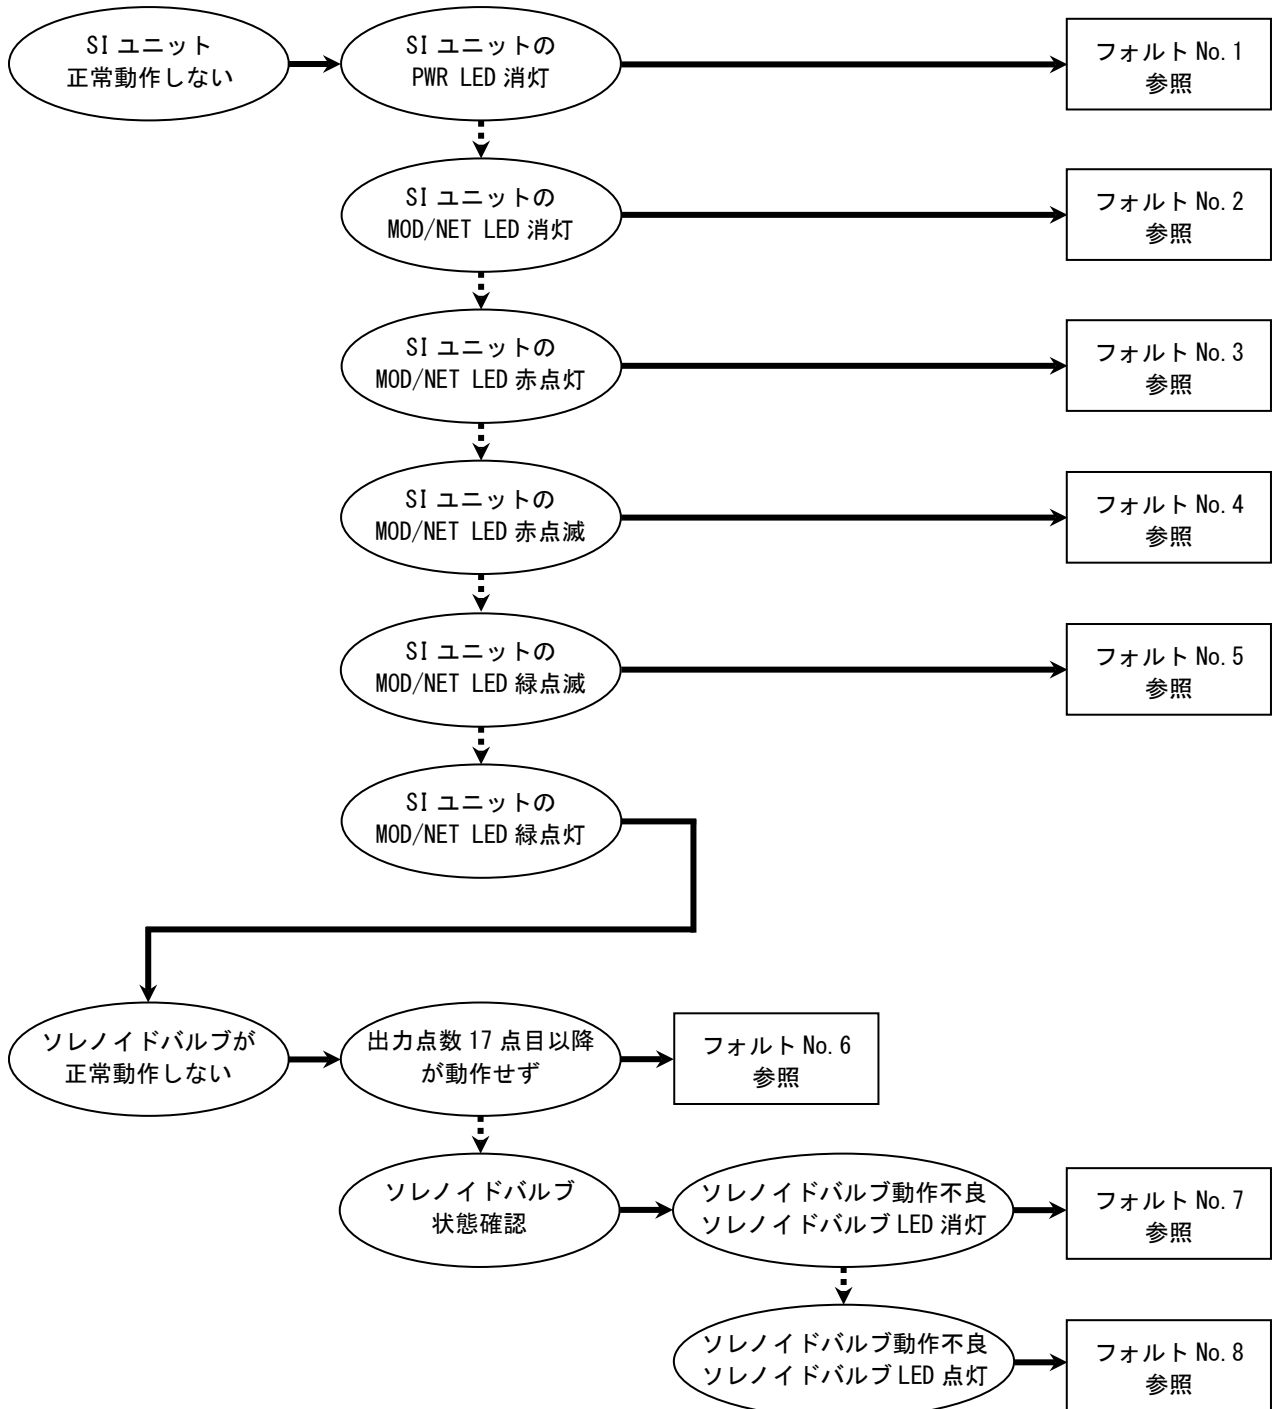 SI ユニット
正常動作しない
SI ユニットの
PWR LED 消灯
フォルト No. 1
参照
SI ユニットの
MOD/NET LED 消灯
フォルト No. 2
参照
SI ユニットの
MOD/NET LED 赤点灯
フォルト No. 3
参照
SI ユニットの
MOD/NET LED 赤点滅
フォルト No. 4
参照
SI ユニットの
MOD/NET LED 緑点滅
フォルト No. 5
参照
SI ユニットの
MOD/NET LED 緑点灯
ソレノイドバルブが
正常動作しない
出力点数 17 点目以降
が動作せず
フォルト No. 6
参照
ソレノイドバルブ
状態確認
ソレノイドバルブ動作不良
ソレノイドバルブ LED 消灯
フォルト No. 7
参照
ソレノイドバルブ動作不良
ソレノイドバルブ LED 点灯
フォルト No. 8
参照